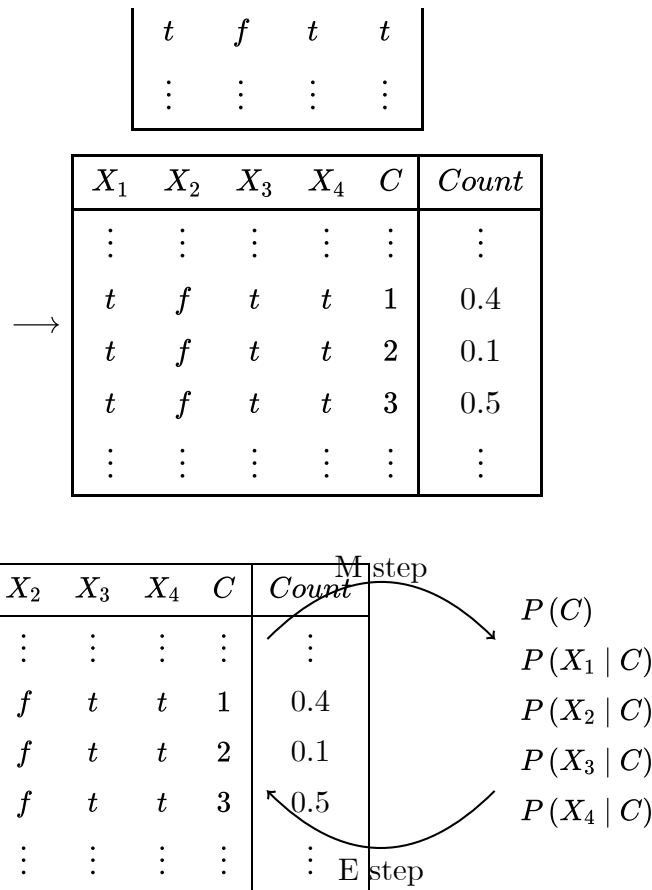 t f t t
⋮ ⋮ ⋮ ⋮
X₁ X₂ X₃ X₄ C Count
⋮ ⋮ ⋮ ⋮ ⋮ ⋮
t f t t 1 0.4
⟶
t f t t 2 0.1
t f t t 3 0.5
⋮ ⋮ ⋮ ⋮ ⋮ ⋮
M step
X₂ X₃ X₄ C Count
⋮ ⋮ ⋮ ⋮ ⋮
f t t 1 0.4
f t t 2 0.1
f t t 3 0.5
⋮ ⋮ ⋮ ⋮ ⋮
E step
P(C)
P(X₁ | C)
P(X₂ | C)
P(X₃ | C)
P(X₄ | C)